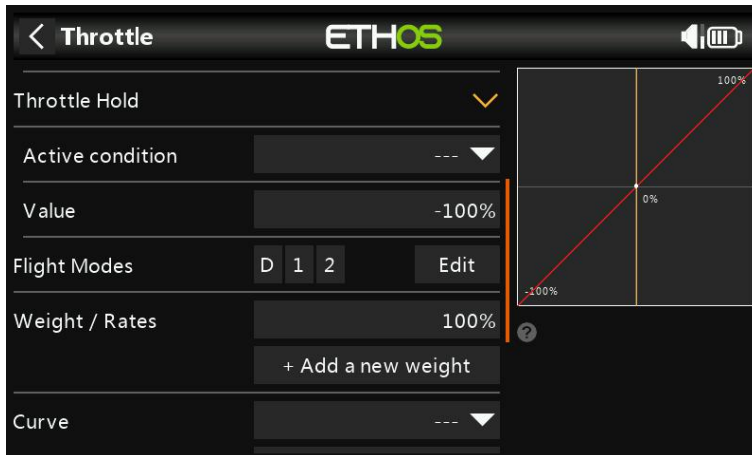 Throttle
ETHOS
Throttle Hold
Active condition ---
Value -100%
Flight Modes D 1 2 Edit
Weight / Rates 100%
+ Add a new weight
Curve ---
100%
0%
-100%
?